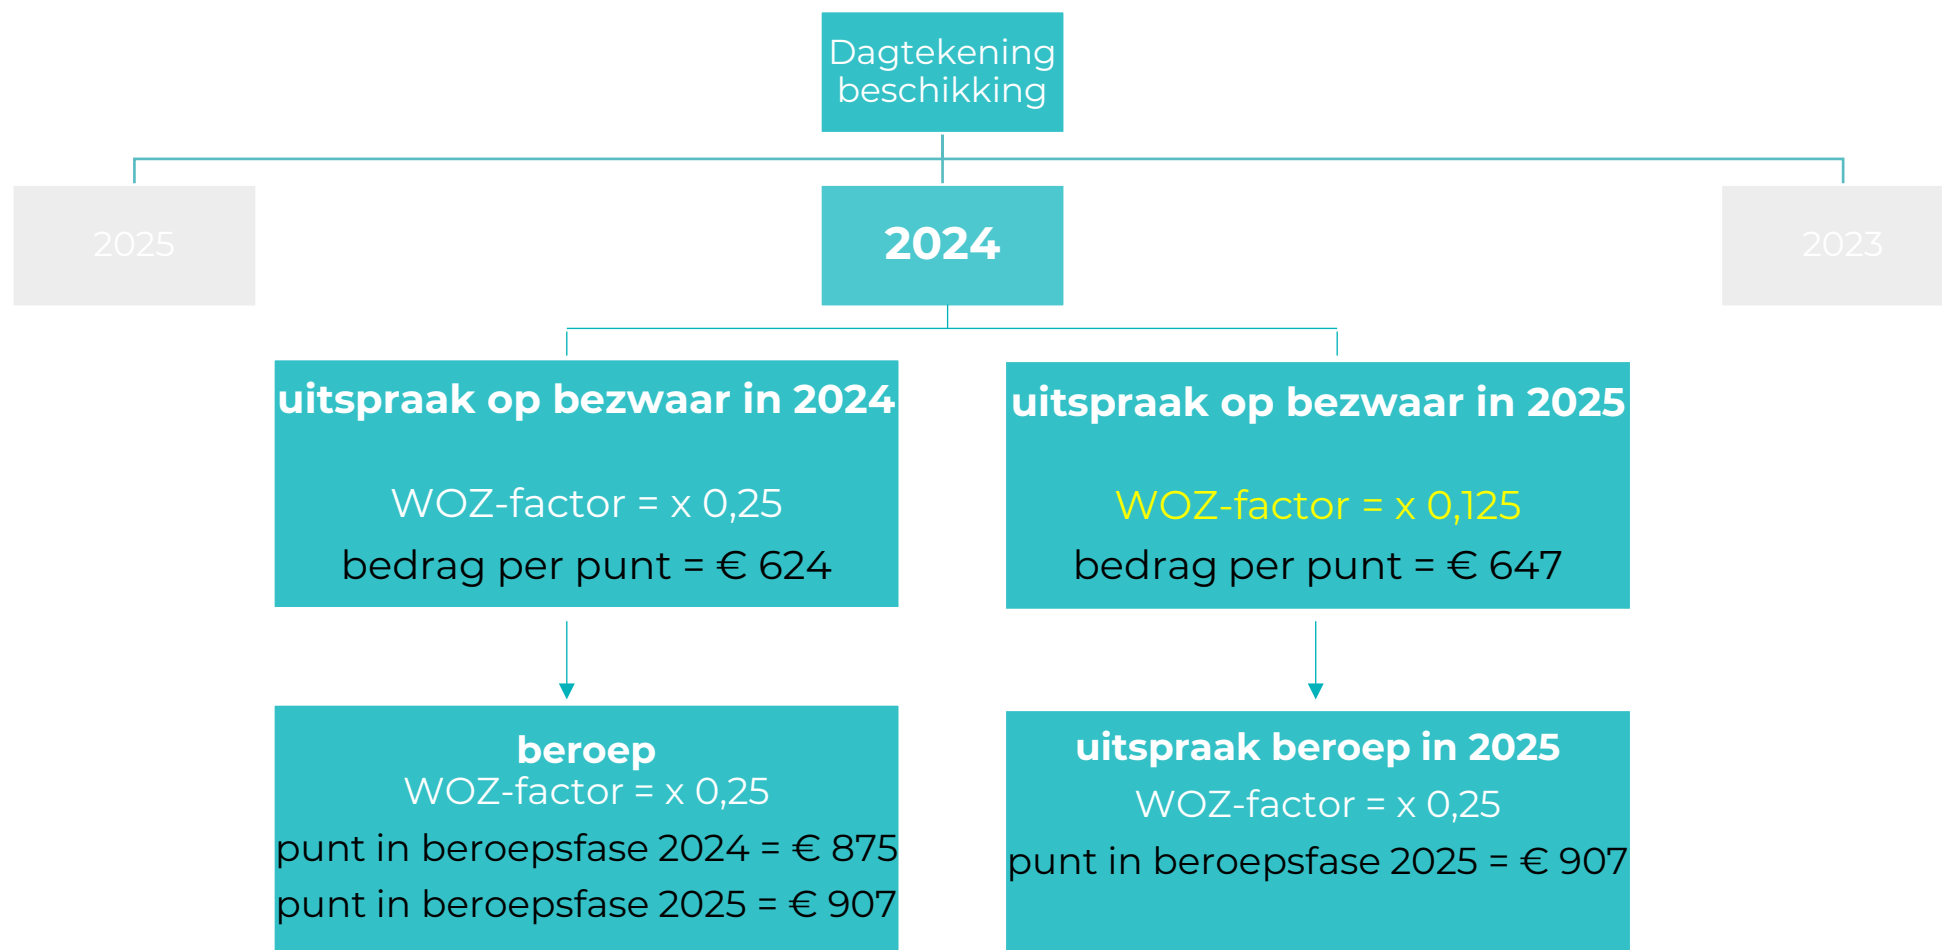 Dagtekening
beschikking
2025
2024
2023
uitspraak op bezwaar in 2024
WOZ-factor = x 0,25
bedrag per punt = € 624
uitspraak op bezwaar in 2025
WOZ-factor = x 0,125
bedrag per punt = € 647
beroep
WOZ-factor = x 0,25
punt in beroepsfase 2024 = € 875
punt in beroepsfase 2025 = € 907
uitspraak beroep in 2025
WOZ-factor = x 0,25
punt in beroepsfase 2025 = € 907